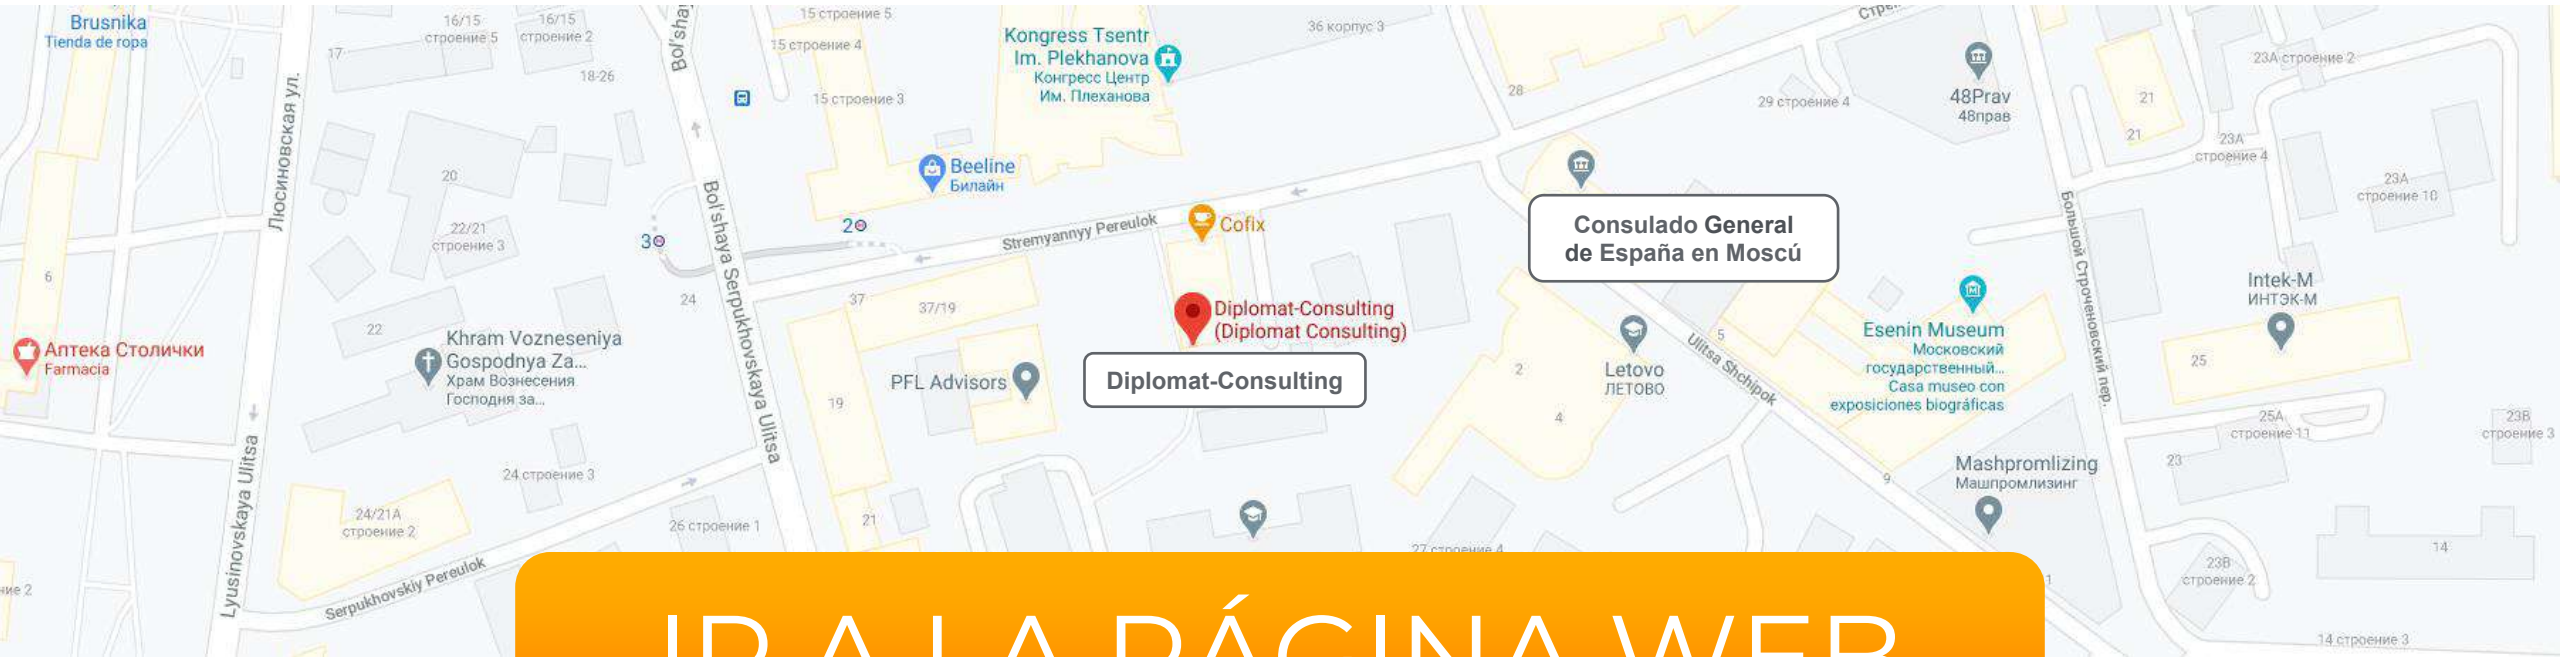 Brusnika
Tienda de ropa
16/15
строение 5
16/15
строение 2
17
18-26
Люсиновская ул.
15 строение 5
15 строение 4
15 строение 3
Kongress Tsentr
Im. Plekhanova
Конгресс Центр
Им. Плеханова
36 корпус 3
28
29 строение 4
48Prav
48прав
23А строение 2
21
21
23А
строение 4
23А
строение 10
20
22/21
строение 3
Bol'shaya Serpukhovskaya Ulitsa
Beeline
Билайн
2
3
Stremyannyy Pereulok
Cofix
Consulado General
de España en Moscú
Большой Строченовский пер.
6
24
37
37/19
22
Khram Vozneseniya
Gospodnya Za...
Храм Вознесения
Господня за...
Аптека Столички
Farmacia
Diplomat-Consulting
(Diplomat Consulting)
Diplomat-Consulting
PFL Advisors
19
2
4
Letovo
ЛЕТОВО
5
Ulitsa Shchipok
Esenin Museum
Московский
государственный...
Casa museo con
exposiciones biográficas
Intek-M
ИНТЭК-М
25
25А
строение 11
23В
строение 3
24 строение 3
24/21А
строение 2
26 строение 1
21
Lyusinovskaya Ulitsa
Serpukhovskiy Pereulok
27 строение 4
9
Mashpromlizing
Машпромлизинг
23
23В
строение 2
14
14 строение 3
IR A LA PÁGINA WEB